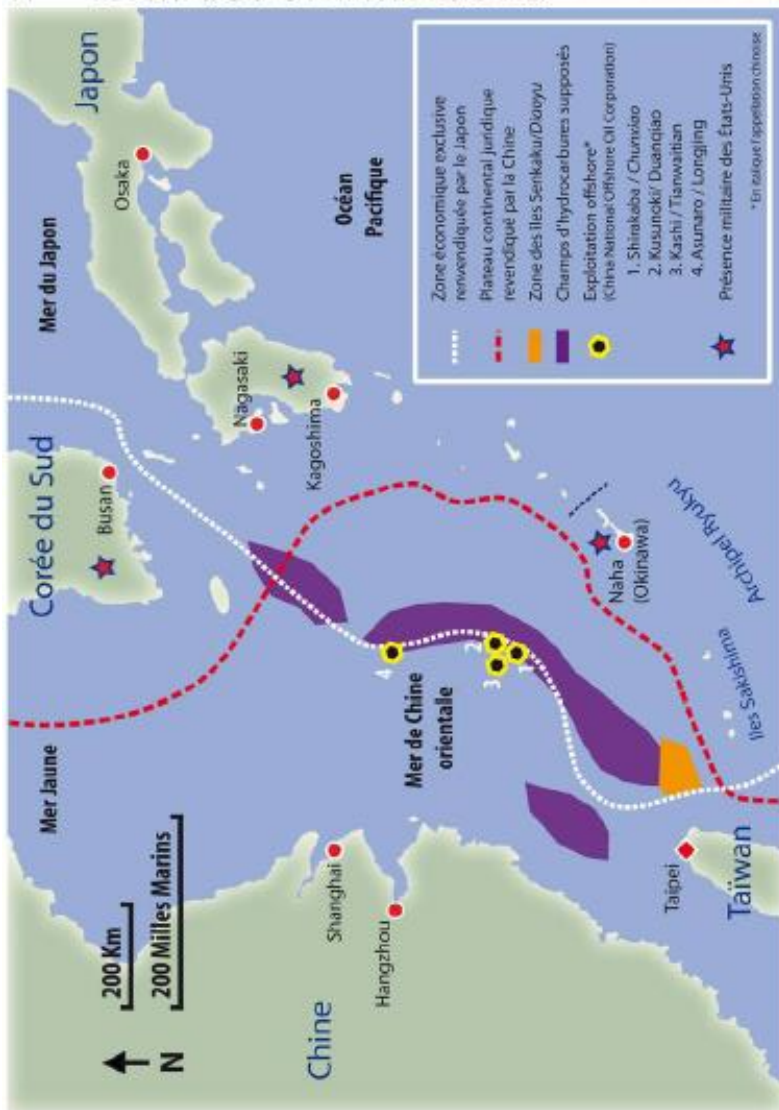 200 Km
200 Milles Marins
N
Mer Jaune
Corée du Sud
Busan
Mer du Japon
Japon
Osaka
Nagasaki
Kagoshima
Océan
Pacifique
Chine
Shanghai
Hangzhou
Mer de Chine
orientale
4
2
3
1
Naha
(Okinawa)
Archipel Ryukyu
Iles Sakishima
Taipei
Taïwan
Zone économique exclusive
renvendiquée par le Japon
Plateau continental juridique
revendiqué par la Chine
Zone des îles Senkaku/Diaoyu
Champs d'hydrocarbures supposés
Exploitation offshore*
(China National Offshore Oil Corporation)
1. Shirakaba / Chunxiao
2. Kusunoki/ Duanqiao
3. Kashi / Tianwaitian
4. Asunaro / Longjing
Présence militaire des États-Unis
* En italique l'appellation chinoise